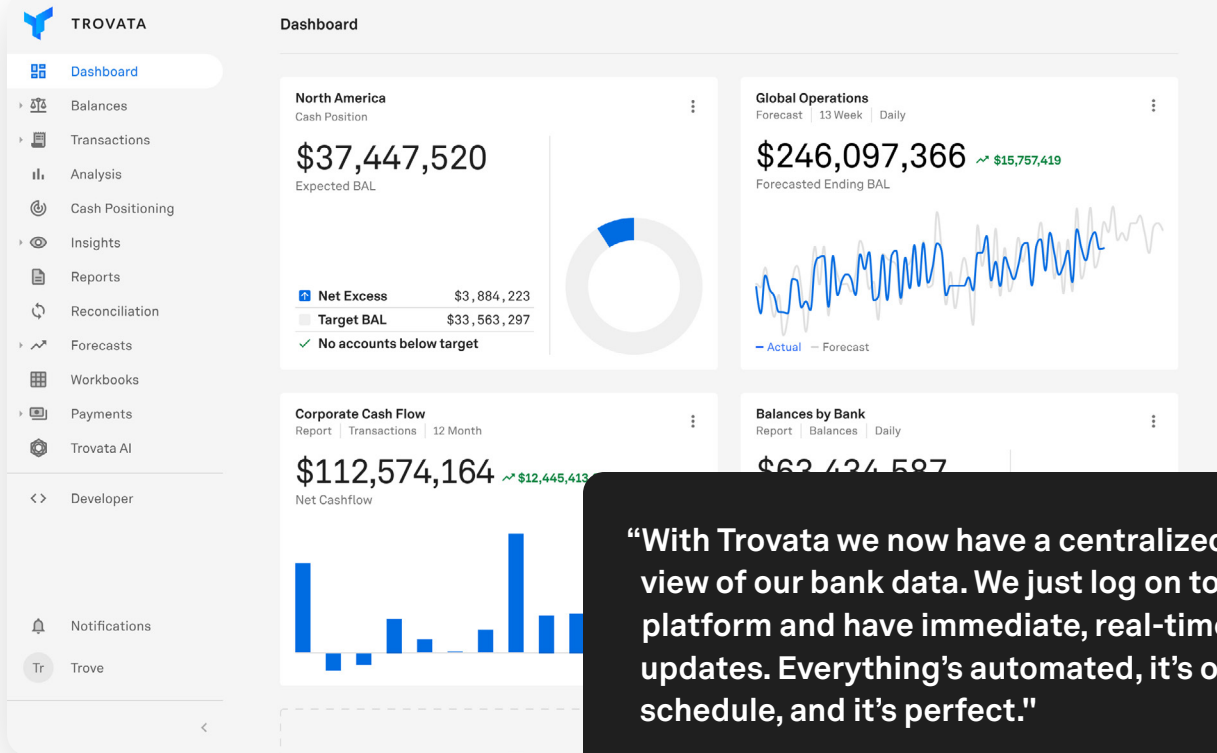 TROVATA
Dashboard
Balances
Transactions
Analysis
Cash Positioning
Insights
Reports
Reconciliation
Forecasts
Workbooks
Payments
Trovata AI
Developer
Notifications
Tr Trove
Dashboard
North America
Cash Position
$37,447,520
Expected BAL
Net Excess $3,884,223
Target BAL $33,563,297
No accounts below target
Global Operations
Forecast | 13 Week | Daily
$246,097,366 $15,757,419
Forecasted Ending BAL
Actual Forecast
Corporate Cash Flow
Report | Transactions | 12 Month
$112,574,164 $12,445,413
Net Cashflow
Balances by Bank
Report | Balances | Daily
$63,434,587
“With Trovata we now have a centralized
view of our bank data. We just log on to
platform and have immediate, real-time
updates. Everything’s automated, it’s
schedule, and it’s perfect."